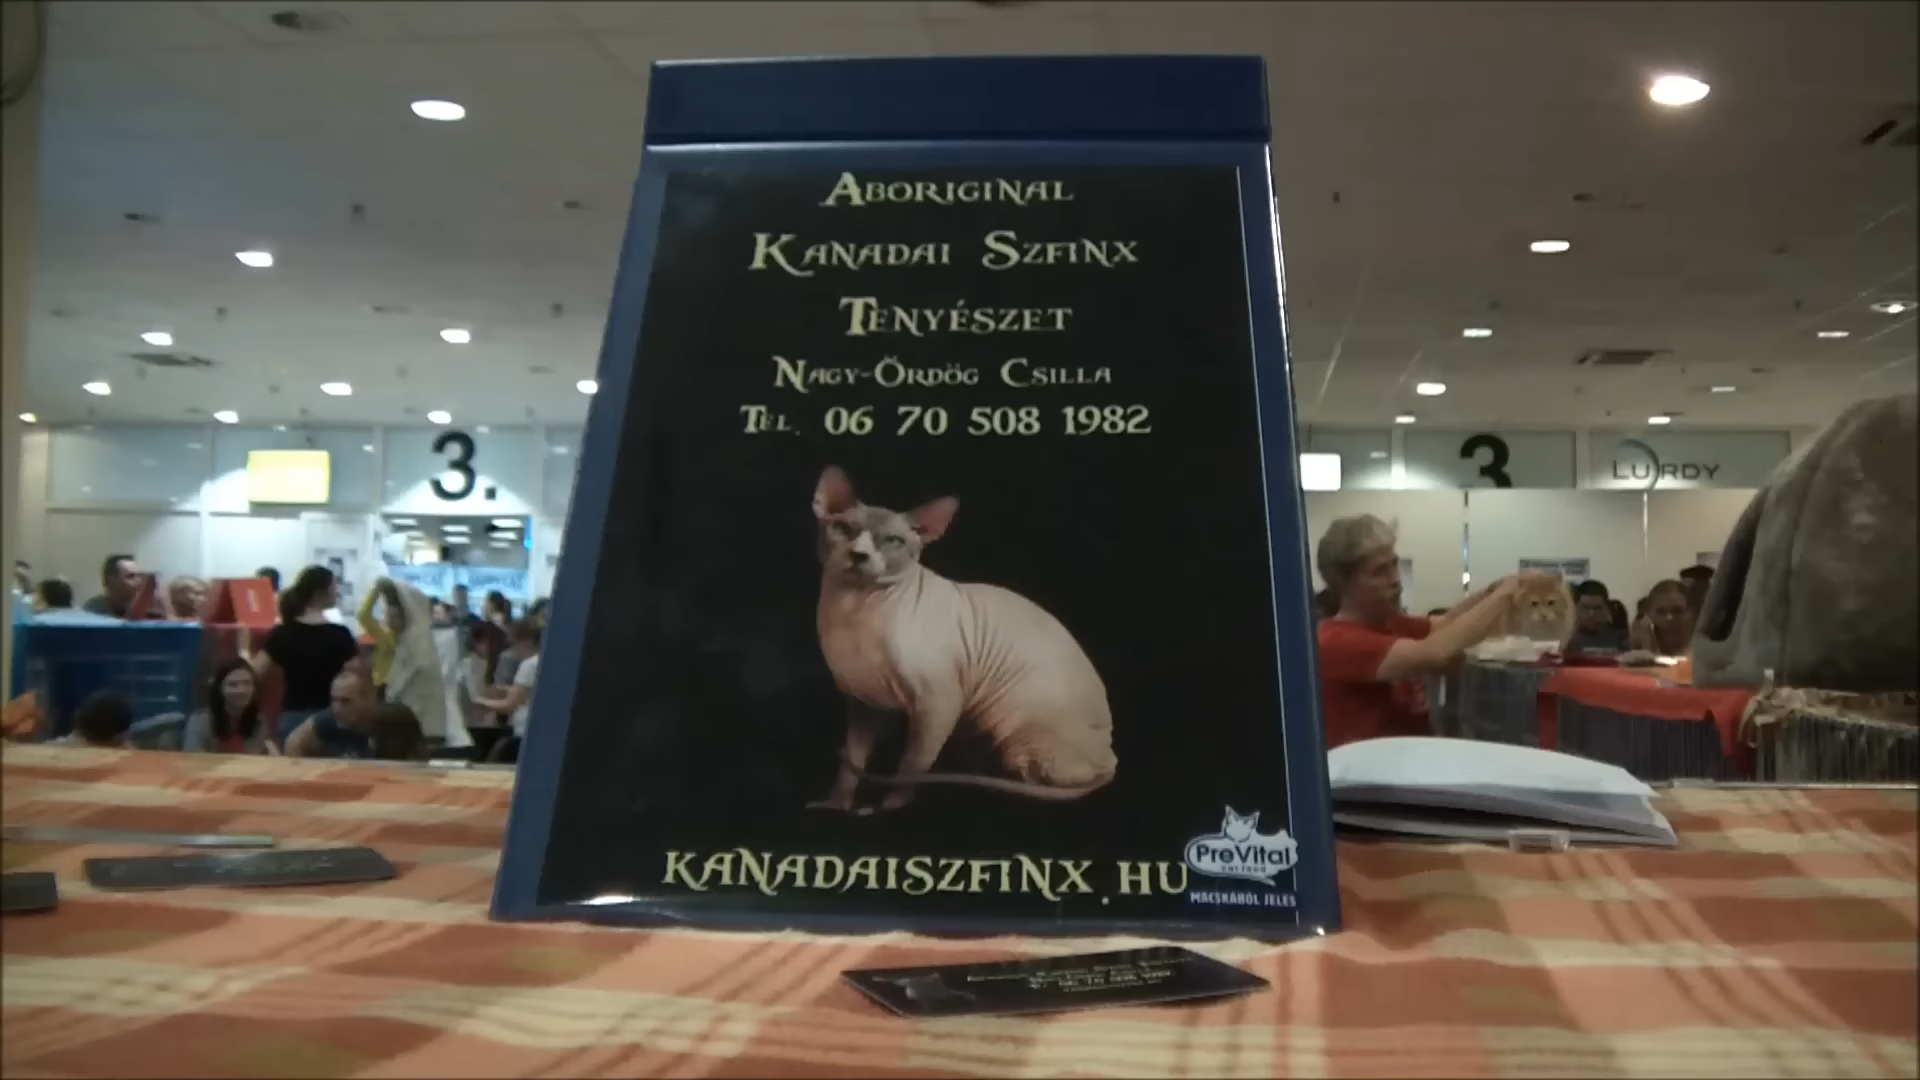 Aboriginal
Kanadai Szfinx
Tenyészet
Nagy-Ördög Csilla
Tel. 06 70 508 1982
3.
3
LURDY
KANADAISZFINX.HU
PreVital
MACSKÁBÓL JELES